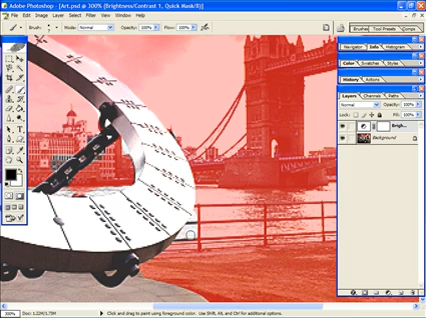 Adobe Photoshop - [Art.psd @ 300% (Brightness/Contrast 1, Quick Mask/8)]
File Edit Image Layer Select Filter View Window Help
Brush: Mode: Normal Opacity: 100% Flow: 100%
Brushes Tool Presets Comps
Navigator Info Histogram
Color Swatches Styles
History Actions
Layers Channels Paths
Normal Opacity: 100%
Lock: Fill: 100%
Brigh...
Background
300% Doc: 1.22M/3.73M Click and drag to paint using foreground color. Use Shift, Alt, and Ctrl for additional options.